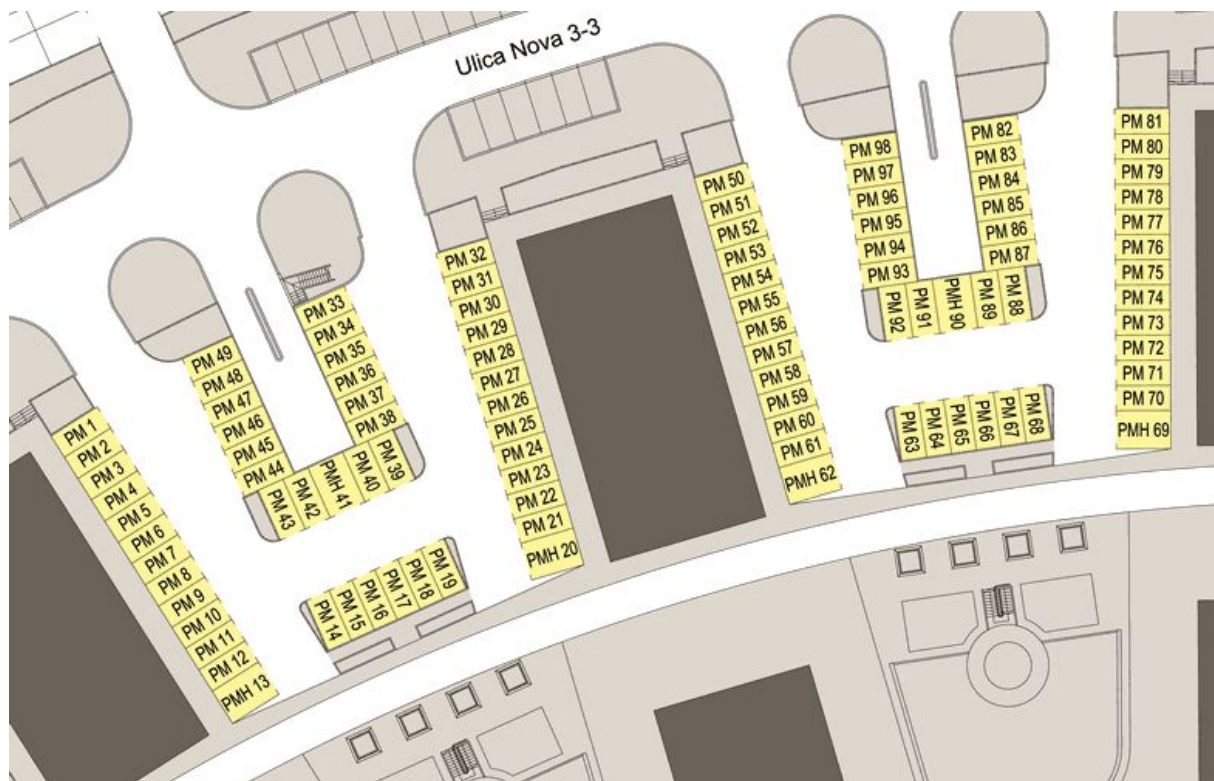 Ulica Nova 3-3
PM 1
PM 2
PM 3
PM 4
PM 5
PM 6
PM 7
PM 8
PM 9
PM 10
PM 11
PM 12
PMH 13
PM 14
PM 15
PM 16
PM 17
PM 18
PM 19
PMH 20
PM 21
PM 22
PM 23
PM 24
PM 25
PM 26
PM 27
PM 28
PM 29
PM 30
PM 31
PM 32
PM 33
PM 34
PM 35
PM 36
PM 37
PM 38
PM 39
PM 40
PMH 41
PM 42
PM 43
PM 44
PM 45
PM 46
PM 47
PM 48
PM 49
PM 50
PM 51
PM 52
PM 53
PM 54
PM 55
PM 56
PM 57
PM 58
PM 59
PM 60
PM 61
PMH 62
PM 63
PM 64
PM 65
PM 66
PM 67
PM 68
PMH 69
PM 70
PM 71
PM 72
PM 73
PM 74
PM 75
PM 76
PM 77
PM 78
PM 79
PM 80
PM 81
PM 82
PM 83
PM 84
PM 85
PM 86
PM 87
PM 88
PM 89
PMH 90
PM 91
PM 92
PM 93
PM 94
PM 95
PM 96
PM 97
PM 98